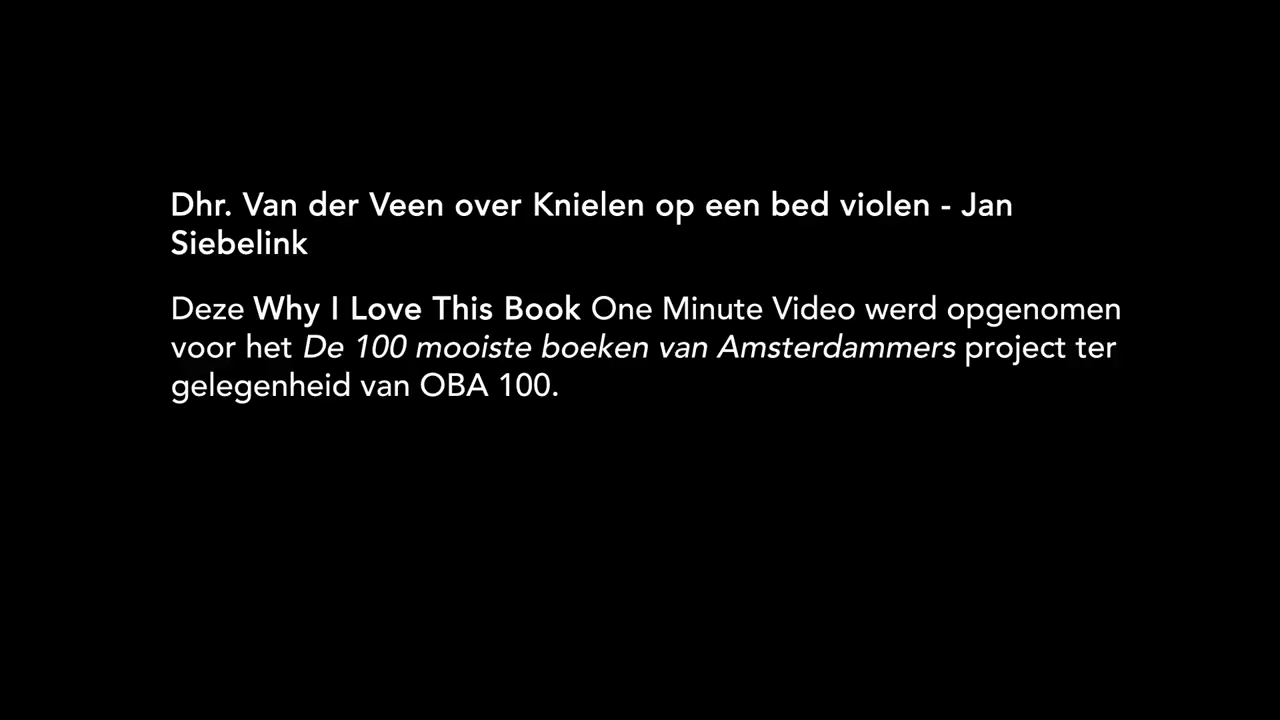 Dhr. Van der Veen over Knielen op een bed violen - Jan
Siebelink
Deze Why I Love This Book One Minute Video werd opgenomen
voor het De 100 mooiste boeken van Amsterdammers project ter
gelegenheid van OBA 100.